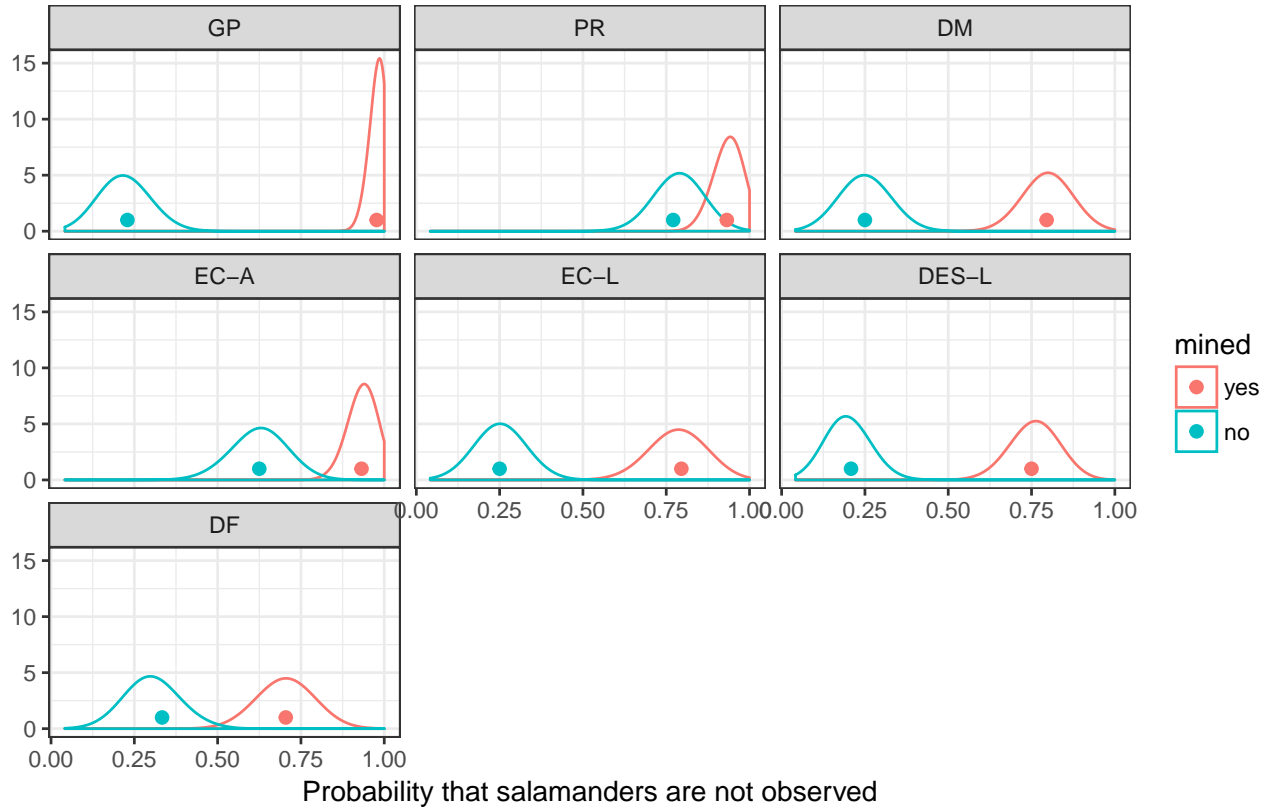 GP PR DM
15
10
5
0
EC−A EC−L DES−L
15
10
5
0
0.00 0.25 0.50 0.75 1.00 0.00 0.25 0.50 0.75 1.00
DF
15
10
5
0
0.00 0.25 0.50 0.75 1.00
Probability that salamanders are not observed
mined
yes
no